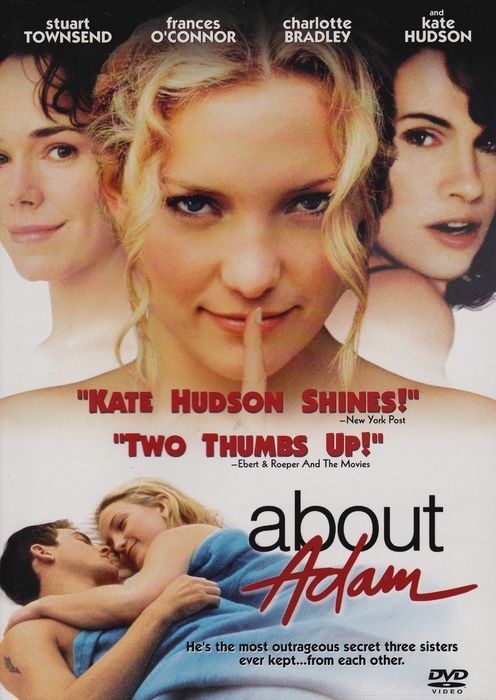 stuart
TOWNSEND
frances
O'CONNOR
charlotte
BRADLEY
and
kate
HUDSON
"KATE HUDSON SHINES!"
–New York Post
"TWO THUMBS UP!"
–Ebert & Roeper And The Movies
about
Adam
He's the most outrageous secret three sisters
ever kept...from each other.
DVD
VIDEO